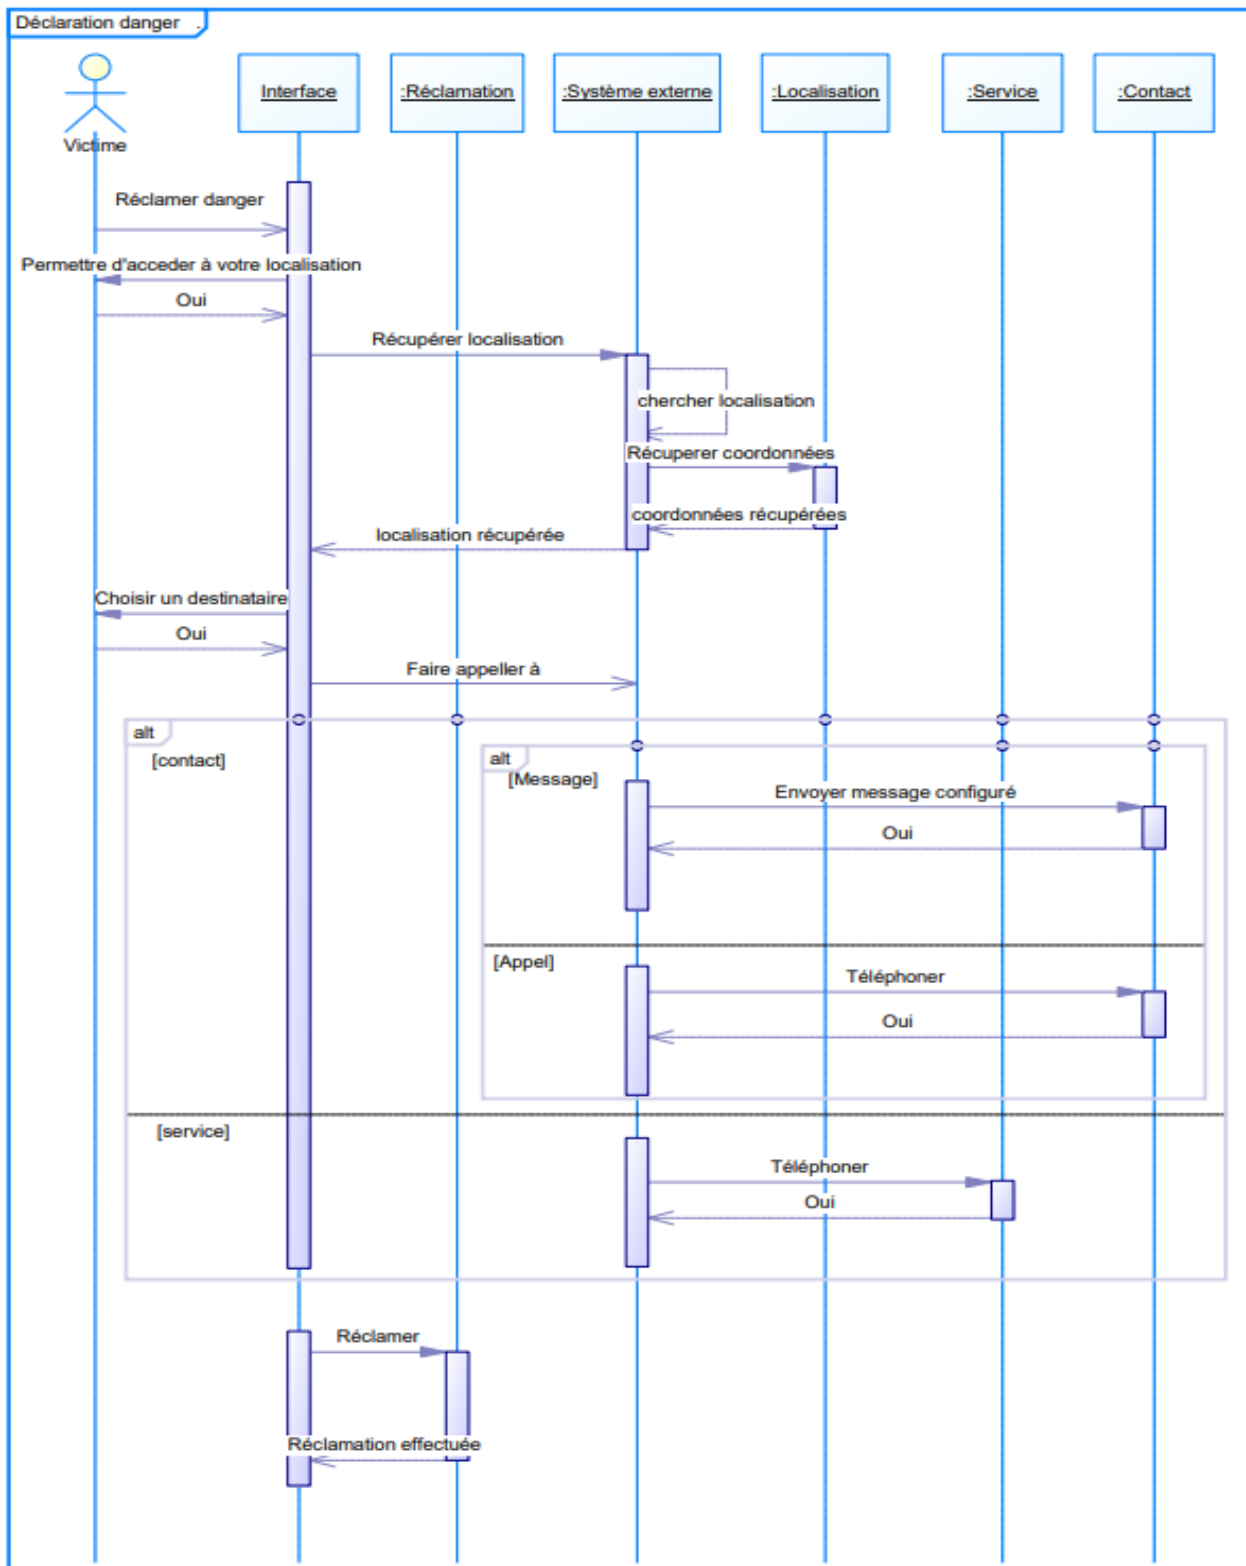 Déclaration danger .
Victime
Interface
:Réclamation
:Système externe
:Localisation
:Service
:Contact
Réclamer danger
Permettre d'acceder à votre localisation
Oui
Récupérer localisation
chercher localisation
Récuperer coordonnées
coordonnées récupérées
localisation récupérée
Choisir un destinataire
Oui
Faire appeller à
alt
[contact]
alt
[Message]
Envoyer message configuré
Oui
[Appel]
Téléphoner
Oui
[service]
Téléphoner
Oui
Réclamer
Réclamation effectuée